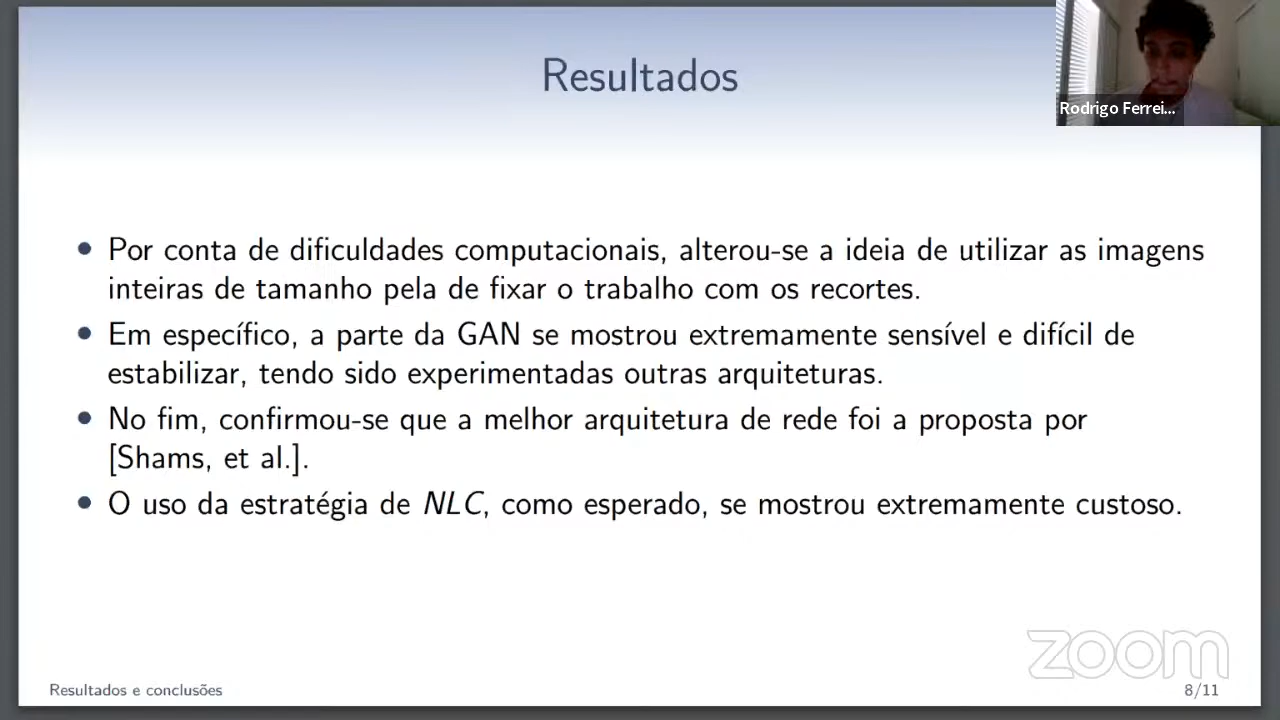 Resultados
Rodrigo Ferrei...
Por conta de dificuldades computacionais, alterou-se a ideia de utilizar as imagens
inteiras de tamanho pela de fixar o trabalho com os recortes.
Em específico, a parte da GAN se mostrou extremamente sensível e difícil de
estabilizar, tendo sido experimentadas outras arquiteturas.
No fim, confirmou-se que a melhor arquitetura de rede foi a proposta por
[Shams, et al.].
O uso da estratégia de NLC, como esperado, se mostrou extremamente custoso.
zoom
Resultados e conclusões
8/11